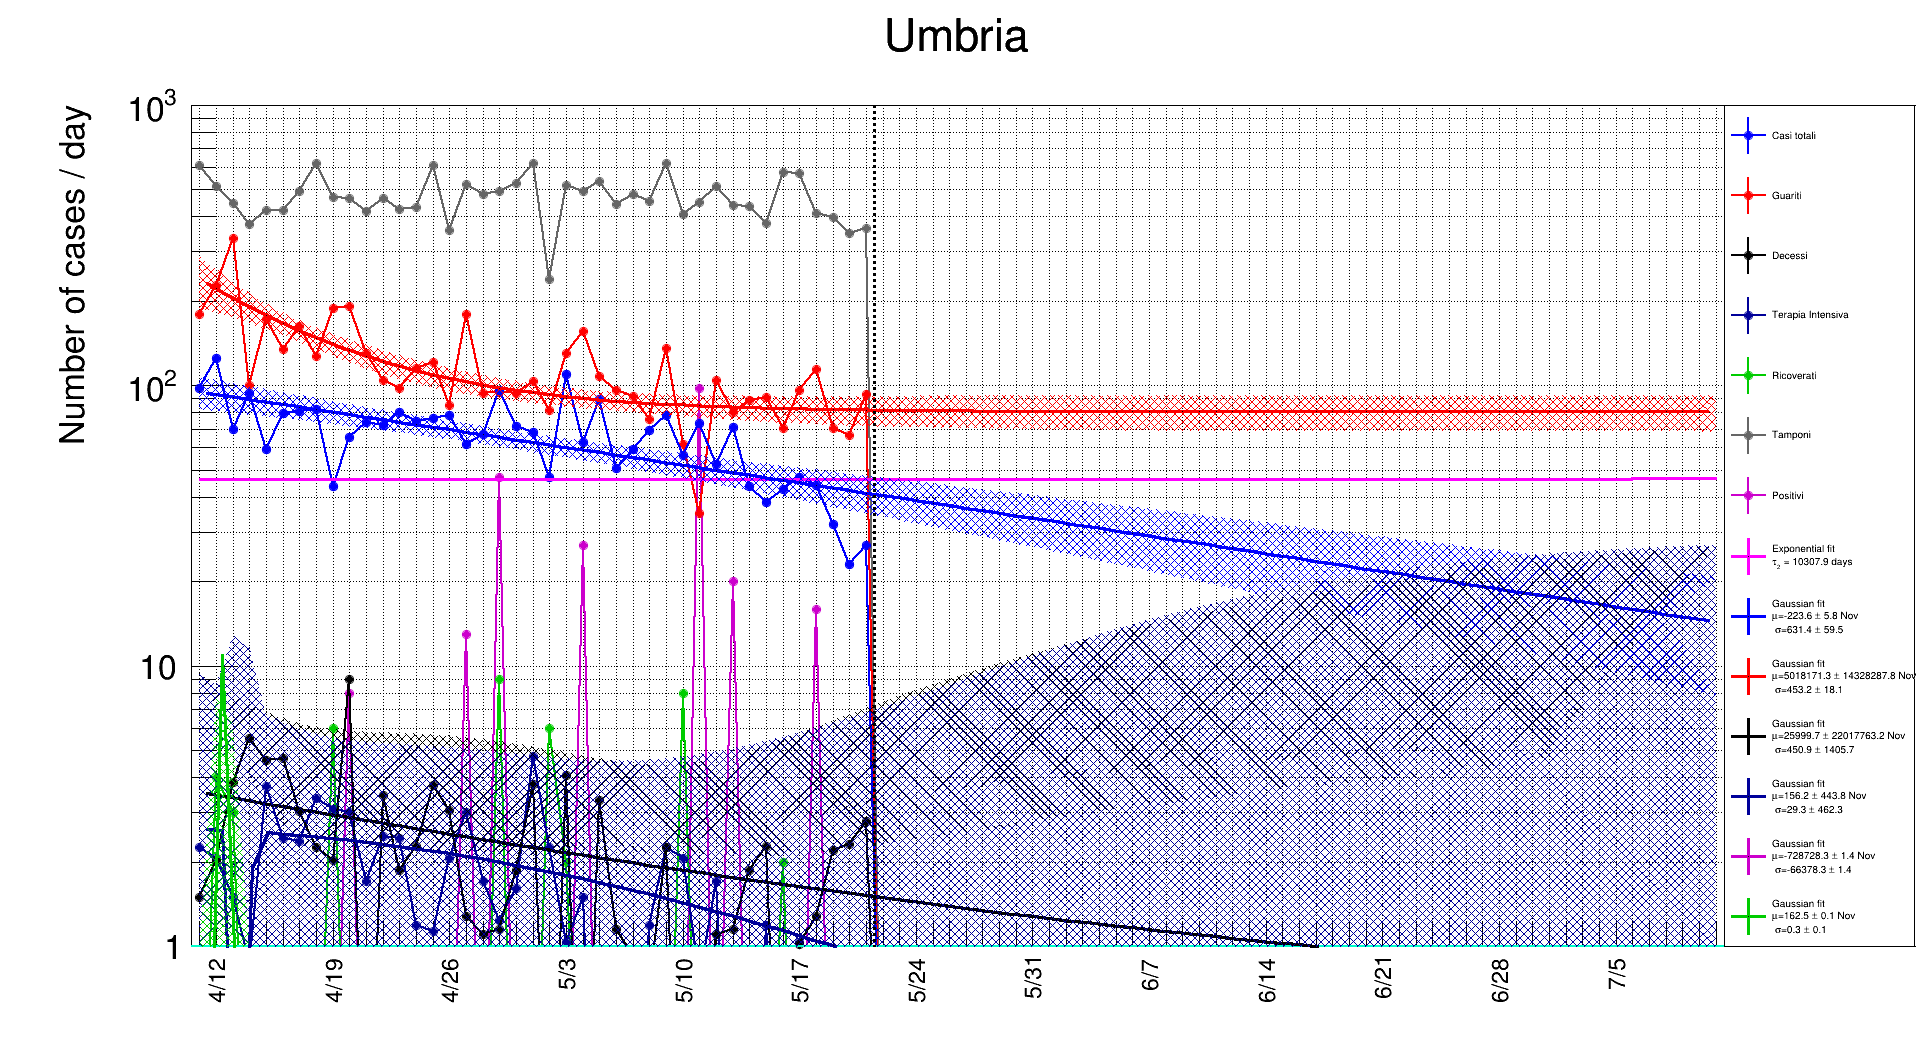 Umbria
Number of cases / day
10³
10²
10
1
4/12
4/19
4/26
5/3
5/10
5/17
5/24
5/31
6/7
6/14
6/21
6/28
7/5
Casi totali
Guariti
Decessi
Terapia Intensiva
Ricoverati
Tamponi
Positivi
Exponential fit
τ₂ = 10307.9 days
Gaussian fit
μ=-223.6 ± 5.8 Nov
σ=631.4 ± 59.5
Gaussian fit
μ=5018171.3 ± 14328287.8 Nov
σ=453.2 ± 18.1
Gaussian fit
μ=25999.7 ± 22017763.2 Nov
σ=450.9 ± 1405.7
Gaussian fit
μ=156.2 ± 443.8 Nov
σ=29.3 ± 462.3
Gaussian fit
μ=-728728.3 ± 1.4 Nov
σ=-66378.3 ± 1.4
Gaussian fit
μ=162.5 ± 0.1 Nov
σ=0.3 ± 0.1